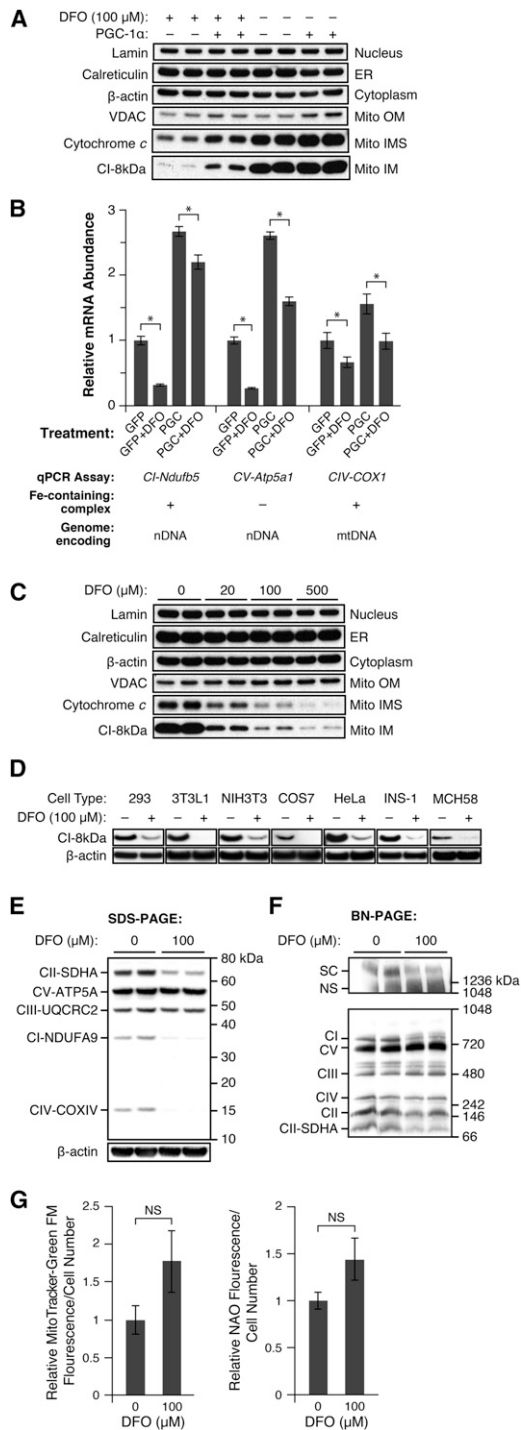 A
DFO (100 µM): + + + + – – – –
PGC-1α: – – + + – – + +
Lamin Nucleus
Calreticulin ER
β-actin Cytoplasm
VDAC Mito OM
Cytochrome c Mito IMS
CI-8kDa Mito IM
B
Relative mRNA Abundance
3
2
1
0
* * * * * *
Treatment: GFP GFP+DFO PGC PGC+DFO GFP GFP+DFO PGC PGC+DFO GFP GFP+DFO PGC PGC+DFO
qPCR Assay: CI-Ndufb5 CV-Atp5a1 CIV-COX1
Fe-containing:
complex + – +
Genome:
encoding nDNA nDNA mtDNA
C
DFO (µM): 0 20 100 500
Lamin Nucleus
Calreticulin ER
β-actin Cytoplasm
VDAC Mito OM
Cytochrome c Mito IMS
CI-8kDa Mito IM
D
Cell Type: 293 3T3L1 NIH3T3 COS7 HeLa INS-1 MCH58
DFO (100 µM): – + – + – + – + – + – + – +
CI-8kDa
β-actin
E
SDS-PAGE:
DFO (µM): 0 100
80 kDa
CII-SDHA
60
CV-ATP5A
50
CIII-UQCRC2
40
CI-NDUFA9
30
20
CIV-COXIV 15
10
β-actin
F
BN-PAGE:
DFO (µM): 0 100
SC
1236 kDa
NS 1048
1048
CI
720
CV
CIII 480
CIV
242
CII 146
CII-SDHA
66
G
Relative MitoTracker-Green FM
Flourescence/Cell Number
2.5
2
1.5
1
0.5
0
NS
0 100
DFO (µM)
Relative NAO Flourescence/
Cell Number
2
1.5
1
0.5
0
NS
0 100
DFO (µM)